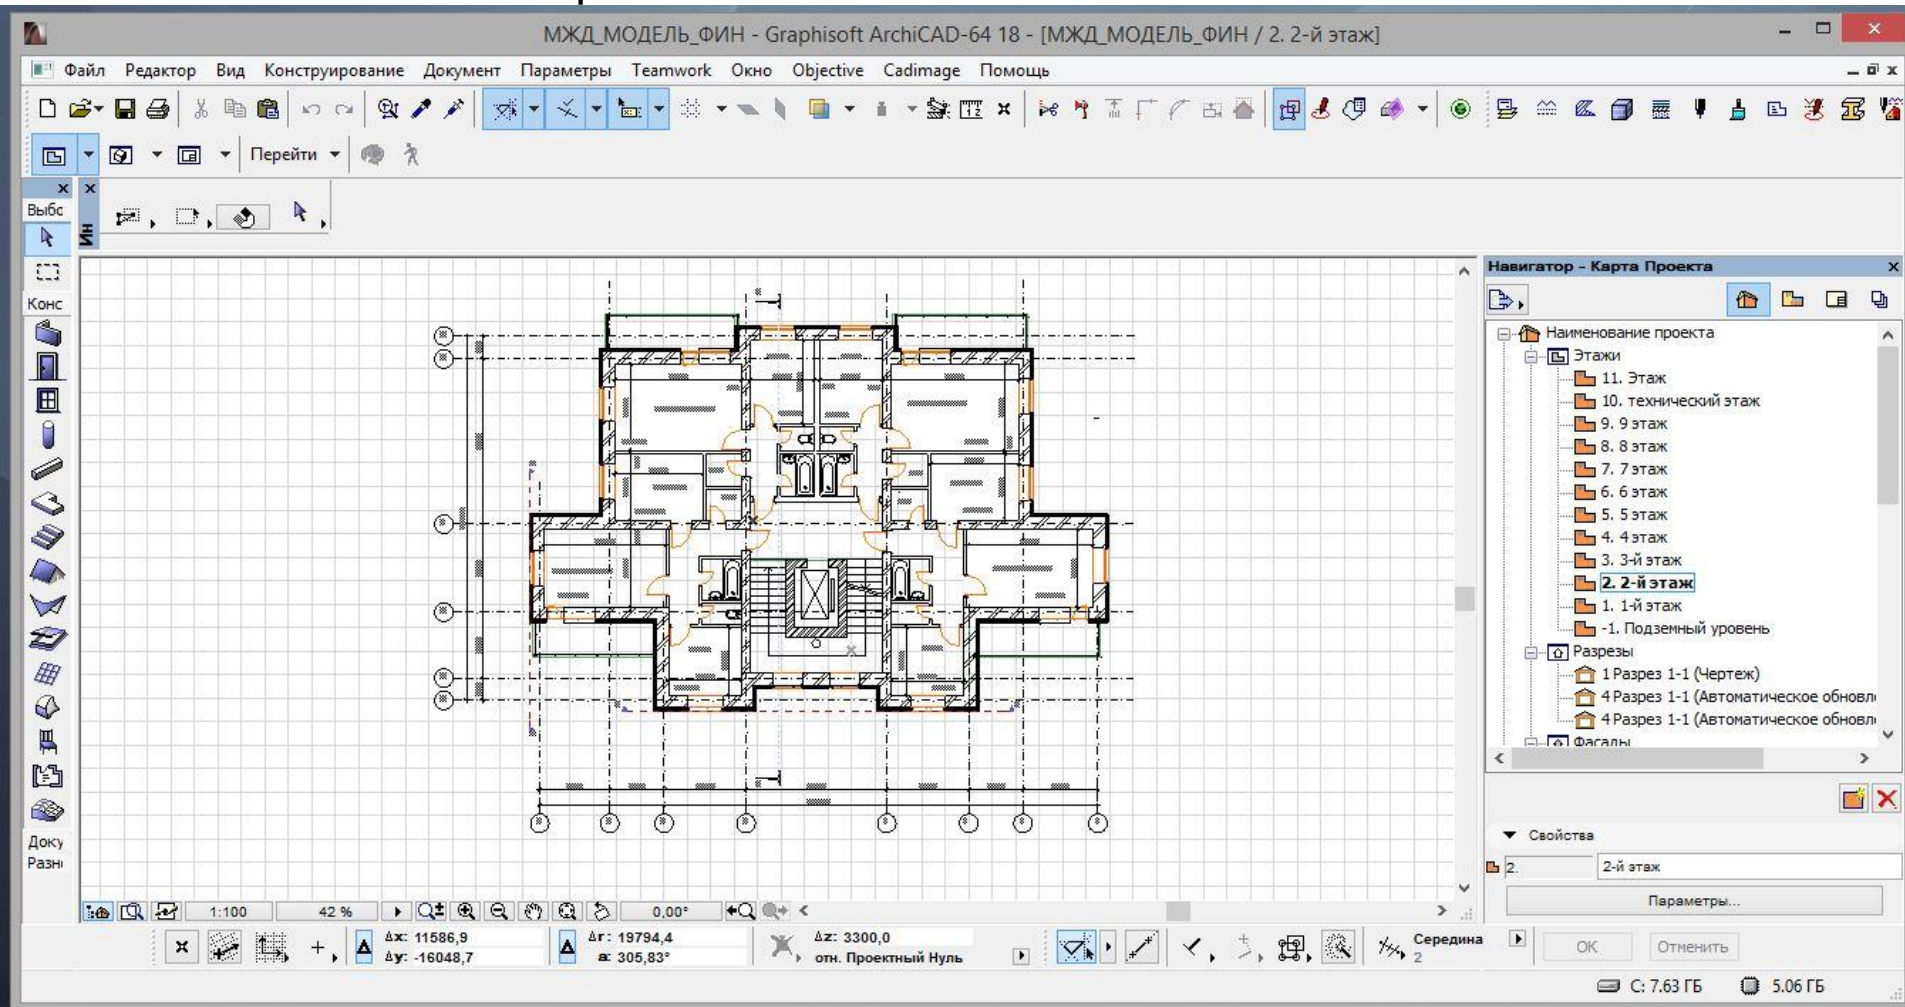 МЖД_МОДЕЛЬ_ФИН - Graphisoft ArchiCAD-64 18 - [МЖД_МОДЕЛЬ_ФИН / 2. 2-й этаж]
Файл Редактор Вид Конструирование Документ Параметры Teamwork Окно Objective Cadimage Помощь
Перейти
Выбс
Ин
Конс
Доку
Разн
Навигатор - Карта Проекта
Наименование проекта
Этажи
11. Этаж
10. технический этаж
9. 9 этаж
8. 8 этаж
7. 7 этаж
6. 6 этаж
5. 5 этаж
4. 4 этаж
3. 3-й этаж
2. 2-й этаж
1. 1-й этаж
-1. Подземный уровень
Разрезы
1 Разрез 1-1 (Чертеж)
4 Разрез 1-1 (Автоматическое обновл
4 Разрез 1-1 (Автоматическое обновл
Фасады
Свойства
2. 2-й этаж
Параметры...
1:100 42 % 0,00°
Δx: 11586,9 Δr: 19794,4 Δz: 3300,0
Δy: -16048,7 a: 305,83° отн. Проектный Нуль
Середина
2
OK Отменить
C: 7.63 ГБ 5.06 ГБ